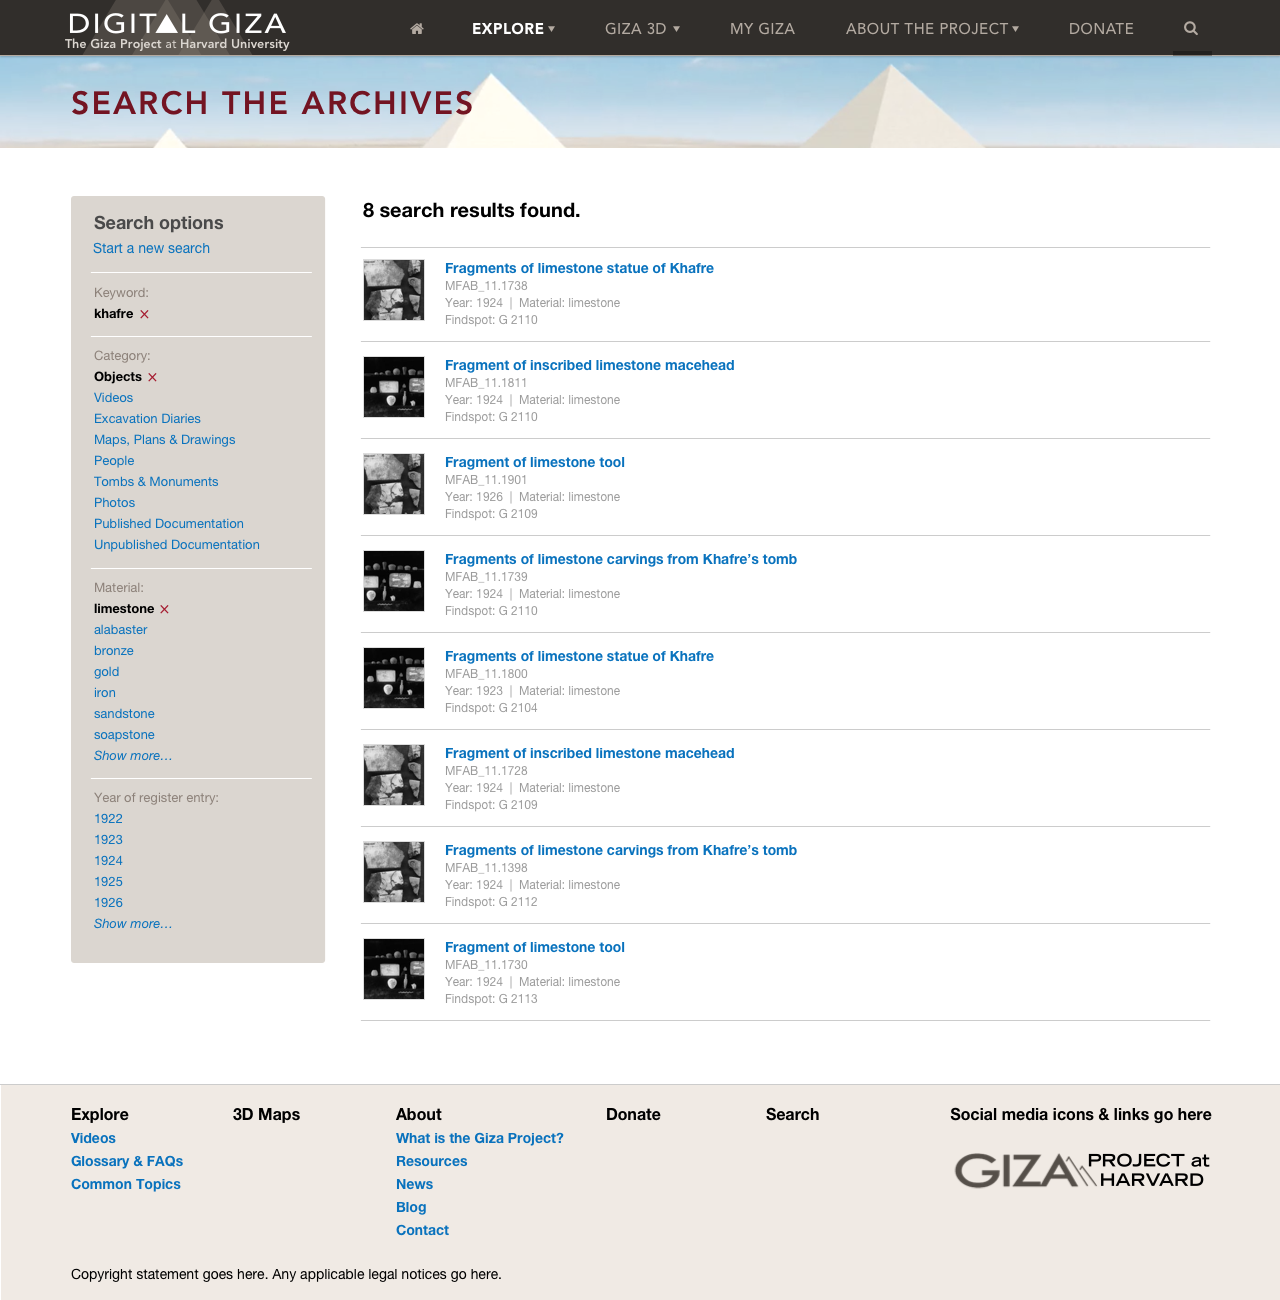 DIGITAL GIZA
The Giza Project at Harvard University
EXPLORE
GIZA 3D
MY GIZA
ABOUT THE PROJECT
DONATE
SEARCH THE ARCHIVES
Search options
Start a new search
Keyword:
khafre ×
Category:
Objects ×
Videos
Excavation Diaries
Maps, Plans & Drawings
People
Tombs & Monuments
Photos
Published Documentation
Unpublished Documentation
Material:
limestone ×
alabaster
bronze
gold
iron
sandstone
soapstone
Show more...
Year of register entry:
1922
1923
1924
1925
1926
Show more...
8 search results found.
Fragments of limestone statue of Khafre
MFAB_11.1738
Year: 1924 | Material: limestone
Findspot: G 2110
Fragment of inscribed limestone macehead
MFAB_11.1811
Year: 1924 | Material: limestone
Findspot: G 2110
Fragment of limestone tool
MFAB_11.1901
Year: 1926 | Material: limestone
Findspot: G 2109
Fragments of limestone carvings from Khafre's tomb
MFAB_11.1739
Year: 1924 | Material: limestone
Findspot: G 2110
Fragments of limestone statue of Khafre
MFAB_11.1800
Year: 1923 | Material: limestone
Findspot: G 2104
Fragment of inscribed limestone macehead
MFAB_11.1728
Year: 1924 | Material: limestone
Findspot: G 2109
Fragments of limestone carvings from Khafre's tomb
MFAB_11.1398
Year: 1924 | Material: limestone
Findspot: G 2112
Fragment of limestone tool
MFAB_11.1730
Year: 1924 | Material: limestone
Findspot: G 2113
Explore
Videos
Glossary & FAQs
Common Topics
3D Maps
About
What is the Giza Project?
Resources
News
Blog
Contact
Donate
Search
Social media icons & links go here
GIZA PROJECT at
HARVARD
Copyright statement goes here. Any applicable legal notices go here.